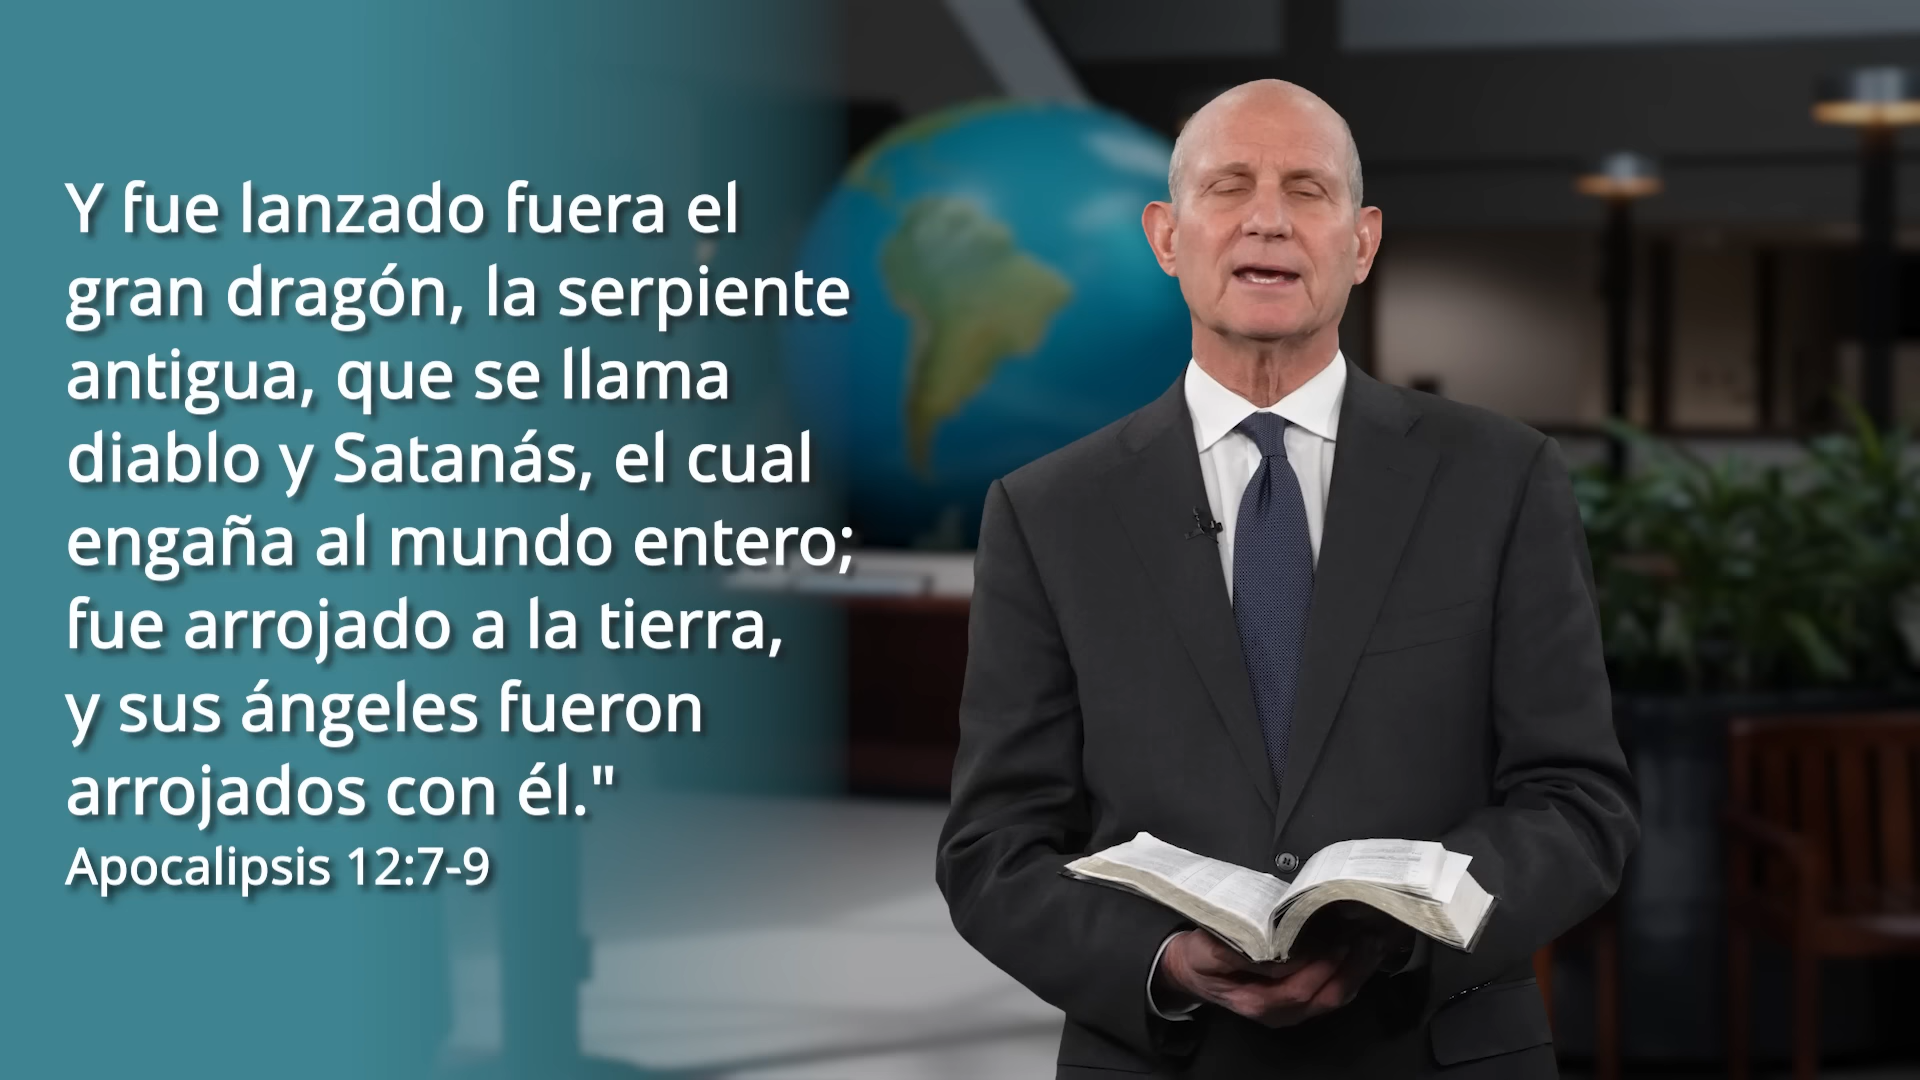 Y fue lanzado fuera el
gran dragón, la serpiente
antigua, que se llama
diablo y Satanás, el cual
engaña al mundo entero;
fue arrojado a la tierra,
y sus ángeles fueron
arrojados con él."
Apocalipsis 12:7-9